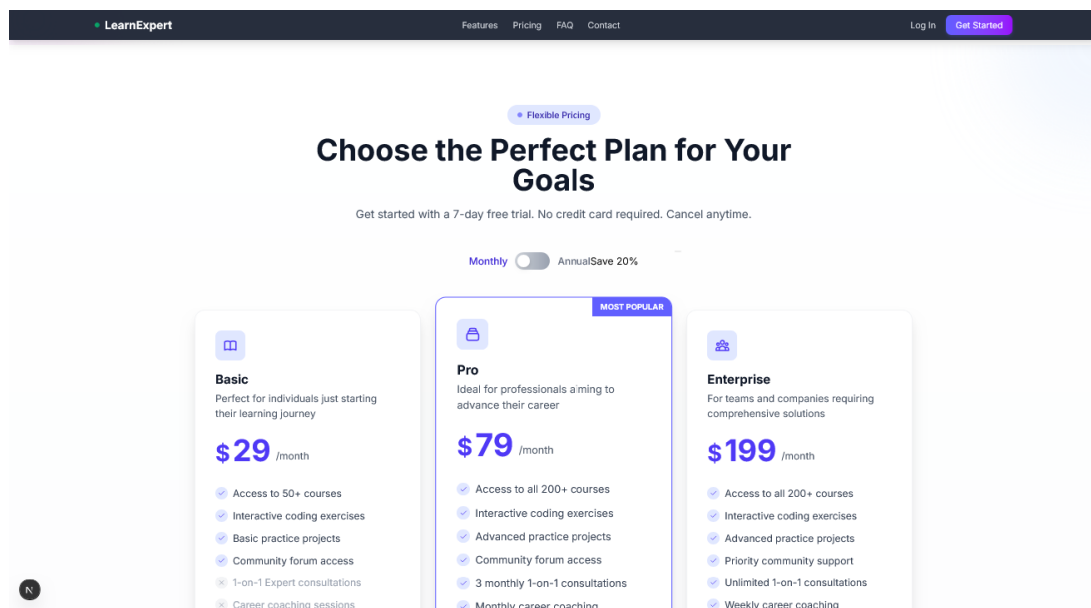 LearnExpert
Features Pricing FAQ Contact
Log In Get Started
Flexible Pricing
Choose the Perfect Plan for Your
Goals
Get started with a 7-day free trial. No credit card required. Cancel anytime.
Monthly AnnualSave 20%
Basic
Perfect for individuals just starting
their learning journey
$29 /month
Access to 50+ courses
Interactive coding exercises
Basic practice projects
Community forum access
1-on-1 Expert consultations
Career coaching sessions
MOST POPULAR
Pro
Ideal for professionals aiming to
advance their career
$79 /month
Access to all 200+ courses
Interactive coding exercises
Advanced practice projects
Community forum access
3 monthly 1-on-1 consultations
Monthly career coaching
Enterprise
For teams and companies requiring
comprehensive solutions
$199 /month
Access to all 200+ courses
Interactive coding exercises
Advanced practice projects
Priority community support
Unlimited 1-on-1 consultations
Weekly career coaching
N